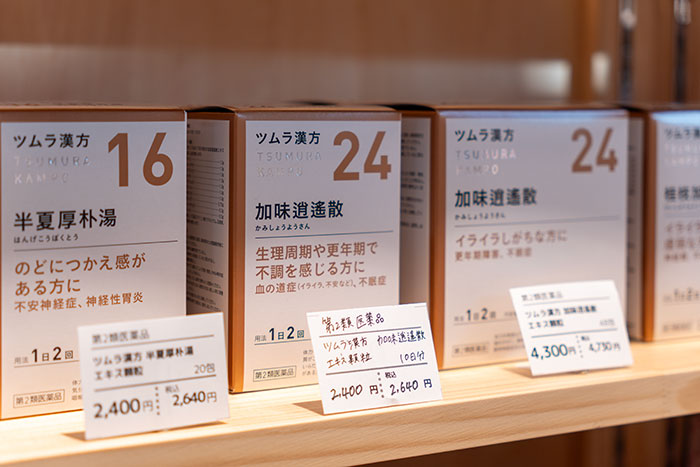 ツムラ漢方
16
TSUMURA
KAMPO
半夏厚朴湯
はんげこうぼくとう
のどにつかえ感が
ある方に
不安神経症、神経性胃炎
用法 1日2回
第2類医薬品
第2類医薬品
ツムラ漢方 半夏厚朴湯
エキス顆粒
20包
2,400円
税込
2,640円
ツムラ漢方
24
TSUMURA
KAMPO
加味逍遙散
かみしょうようさん
生理周期や更年期で
不調を感じる方に
血の道症(イライラ、不安など)、不眠症
用法 1日2回
第2類医薬品
第2類医薬品
ツムラ漢方 加味逍遙散
エキス顆粒 10日分
2,400円
税込
2,640円
ツムラ漢方
24
TSUMURA
KAMPO
加味逍遙散
かみしょうようさん
イライラしがちな方に
更年期障害、不眠症
用法 1日2回
第2類医薬品
第2類医薬品
ツムラ漢方 加味逍遙散
エキス顆粒
4,300円
税込
4,730円
ツムラ